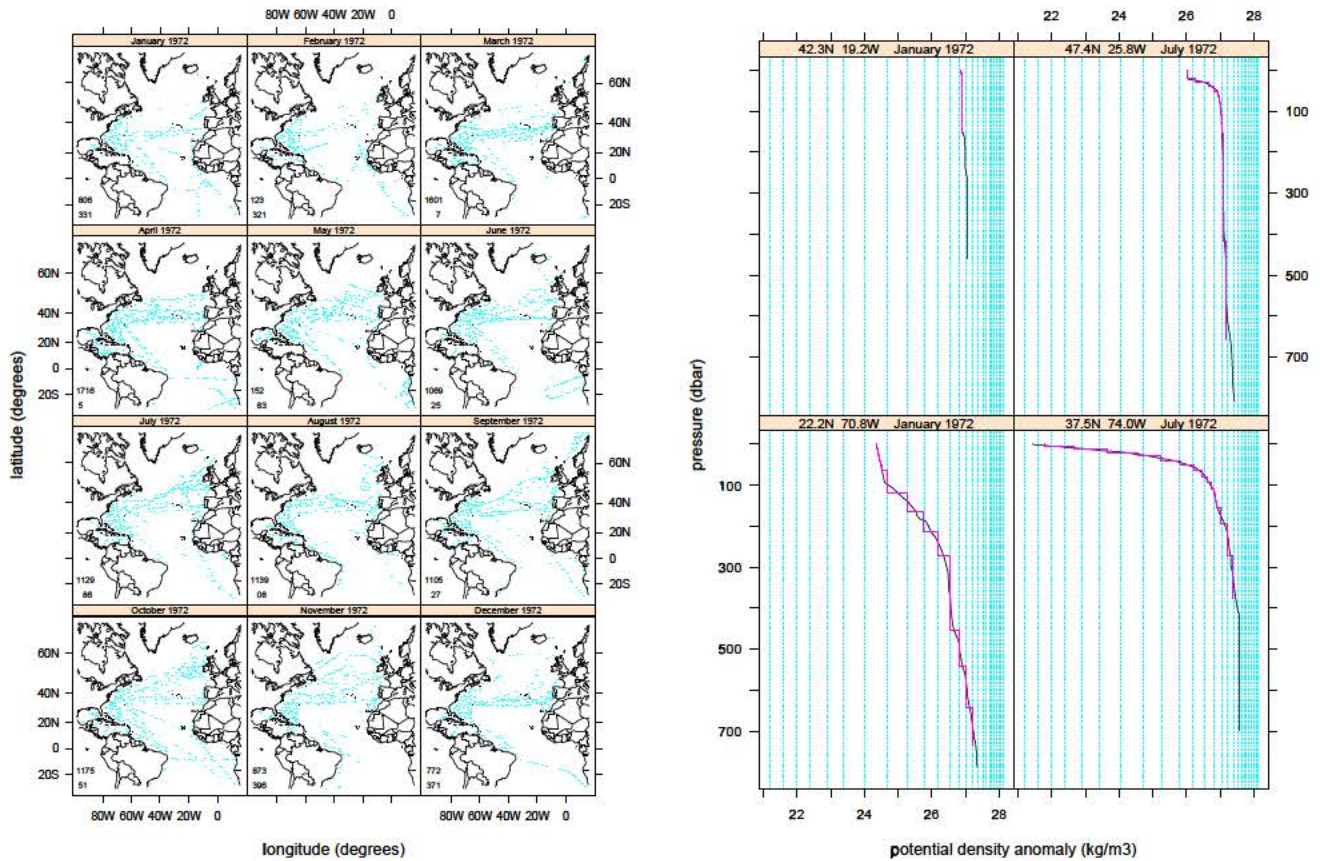 80W 60W 40W 20W 0
January 1972 February 1972 March 1972
60N
40N
20N
0
20S
806
331
123
321
1601
7
April 1972 May 1972 June 1972
60N
40N
20N
0
20S
1716
5
152
63
1069
25
July 1972 August 1972 September 1972
60N
40N
20N
0
20S
1129
86
1139
08
1105
27
October 1972 November 1972 December 1972
60N
40N
20N
0
20S
1175
51
873
396
772
371
80W 60W 40W 20W 0 80W 60W 40W 20W 0
latitude (degrees)
longitude (degrees)
22 24 26 28
42.3N 19.2W January 1972 47.4N 25.8W July 1972
100
300
500
700
22.2N 70.8W January 1972 37.5N 74.0W July 1972
100
300
500
700
22 24 26 28
pressure (dbar)
potential density anomaly (kg/m3)